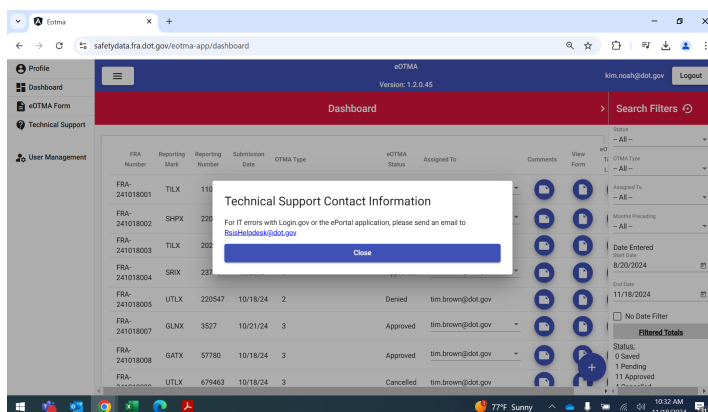 Eotma
safetydata.fra.dot.gov/eotma-app/dashboard
Profile
Dashboard
eOTMA Form
Technical Support
User Management
eOTMA
Version: 1.2.0.45
kim.noah@dot.gov Logout
Dashboard
Search Filters
FRA Number Reporting Mark Reporting Number Submission Date OTMA Type eOTMA Status Assigned To Comments View Form
FRA-241018001 TILX 110
FRA-241018002 SHPX 220
FRA-241018003 TILX 202
FRA-241018004 SRIX
FRA-241018005 UTLX 220547 10/18/24 2 Denied tim.brown@dot.gov
FRA-241018007 GLNX 3527 10/21/24 3 Approved tim.brown@dot.gov
FRA-241018008 GATX 57780 10/18/24 3 Approved tim.brown@dot.gov
FRA- UTLX 679463 10/18/24 3 Cancelled tim.brown@dot.gov
Technical Support Contact Information
For IT errors with Login.gov or the ePortal application, please send an email to
RsisHelpdesk@dot.gov
Close
Status
-- All --
OTMA Type
-- All --
Assigned To
-- All --
Months Preceding
-- All --
Date Entered
Start Date
8/20/2024
End Date
11/18/2024
No Date Filter
Filtered Totals
Status:
0 Saved
1 Pending
11 Approved
77°F Sunny
10:32 AM